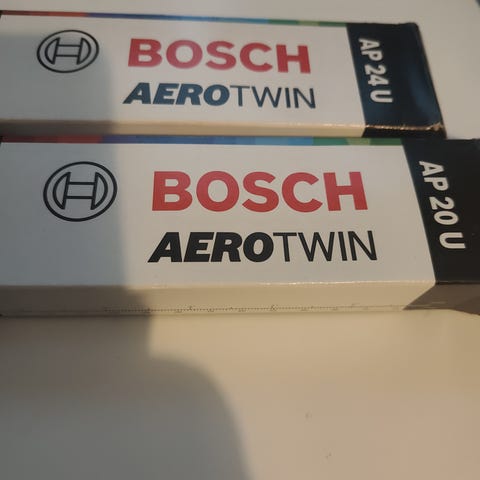 BOSCH
AEROTWIN
AP 24 U
BOSCH
AEROTWIN
AP 20 U